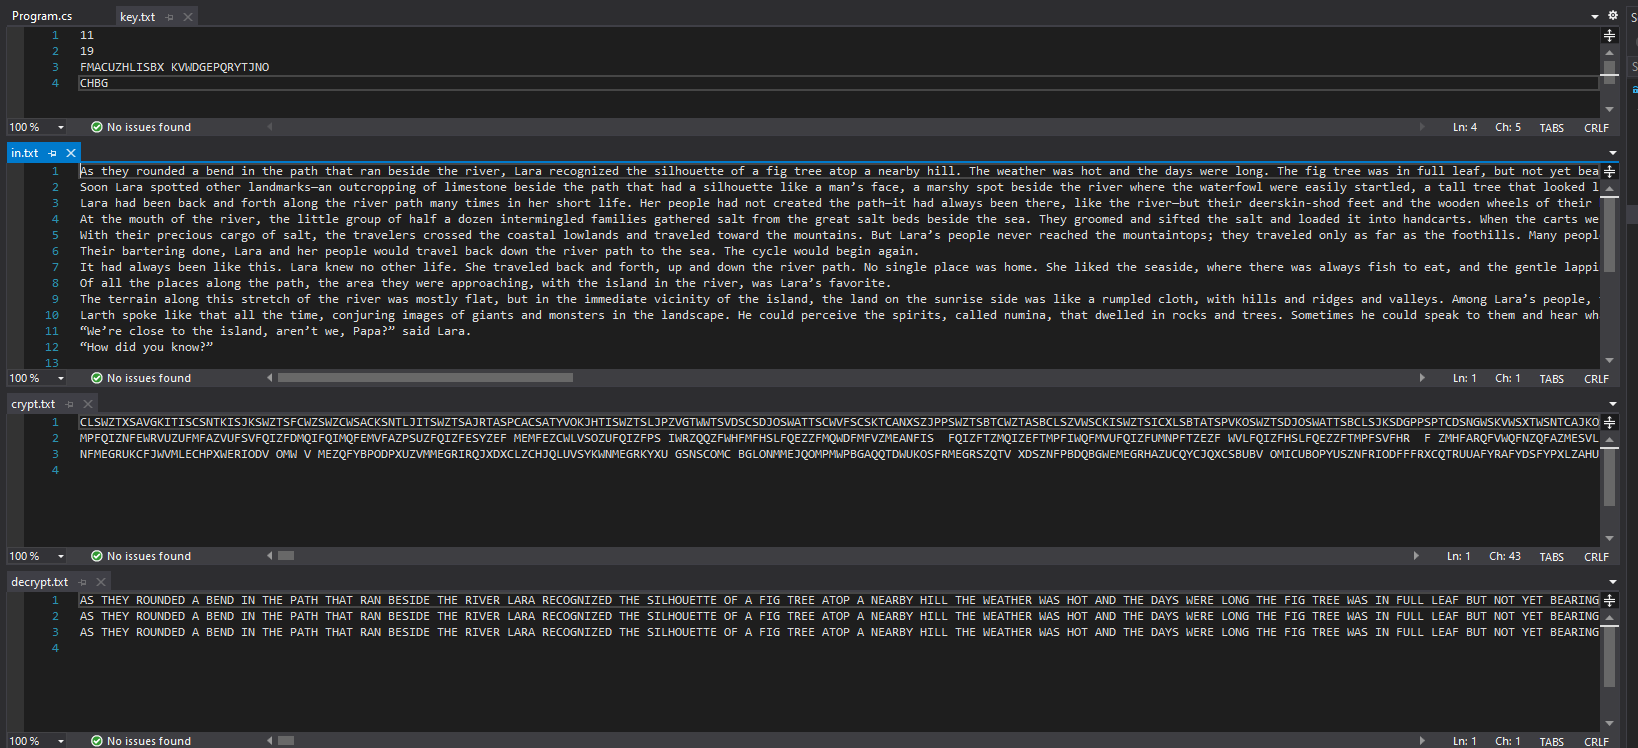 Program.cs key.txt
1 11
2 19
3 FMACUZHLISBX KVWDGEPQRYTJNO
4 CHBG
100 % No issues found Ln: 4 Ch: 5 TABS CRLF
in.txt
1 As they rounded a bend in the path that ran beside the river, Lara recognized the silhouette of a fig tree atop a nearby hill. The weather was hot and the days were long. The fig tree was in full leaf, but not yet bea
2 Soon Lara spotted other landmarks—an outcropping of limestone beside the path that had a silhouette like a man’s face, a marshy spot beside the river where the waterfowl were easily startled, a tall tree that looked l
3 Lara had been back and forth along the river path many times in her short life. Her people had not created the path—it had always been there, like the river—but their deerskin-shod feet and the wooden wheels of their
4 At the mouth of the river, the little group of half a dozen intermingled families gathered salt from the great salt beds beside the sea. They groomed and sifted the salt and loaded it into handcarts. When the carts we
5 With their precious cargo of salt, the travelers crossed the coastal lowlands and traveled toward the mountains. But Lara’s people never reached the mountaintops; they traveled only as far as the foothills. Many peopl
6 Their bartering done, Lara and her people would travel back down the river path to the sea. The cycle would begin again.
7 It had always been like this. Lara knew no other life. She traveled back and forth, up and down the river path. No single place was home. She liked the seaside, where there was always fish to eat, and the gentle lappi
8 Of all the places along the path, the area they were approaching, with the island in the river, was Lara’s favorite.
9 The terrain along this stretch of the river was mostly flat, but in the immediate vicinity of the island, the land on the sunrise side was like a rumpled cloth, with hills and ridges and valleys. Among Lara’s people,
10 Larth spoke like that all the time, conjuring images of giants and monsters in the landscape. He could perceive the spirits, called numina, that dwelled in rocks and trees. Sometimes he could speak to them and hear wh
11 “We’re close to the island, aren’t we, Papa?” said Lara.
12 “How did you know?”
13
100 % No issues found Ln: 1 Ch: 1 TABS CRLF
crypt.txt
1 CLSWZTXSAVGKITISCSNTKISJKSWZTSFCWZSWZCWSACKSNTLJITSWZTSAJRTASPCACSATYVOKJHTISWZTSLJPZVGTWWTSVDSCSDJOSWATTSCWVFSCSKTCANXSZJPPSWZTSBTCWZTASBCLSZVWSCKISWZTSICXLSBTATSPVKOSWZTSDJOSWATTSBCLSJKSDGPPSPTCDSNGWSKVWSXTWSNTCAJKO
2 MPFQIZNFEWRVUZUFMFAZVUFSVFQIZFDMQIFQIMQFEMVFAZPSUZFQIZFESYZEF MEMFEZCWLVSOZUFQIZFPS IWRZQQZFWHFMFHSLFQEZZFMQWDFMFVZMEANFIS FQIZFTZMQIZEFTMPFIWQFMVUFQIZFUMNPFTZEZF WVLFQIZFHSLFQEZZFTMPFSVFHR F ZMHFARQFVWQFNZQFAZMESVL
3 NFMEGRUKCFJWVMLECHPXWERIODV OMW V MEZQFYBPODPXUZVMMEGRIRQJXDXCLZCHJQLUVSYKWNMEGRKYXU GSNSCOMC BGLONMMEJQOMPMWPBGAQQTDWUKOSFRMEGRSZQTV XDSZNFPBDQBGWEMEGRHAZUCQYCJQXCSBUBV OMICUBOPYUSZNFRIODFFFRXCQTRUUAFYRAFYDSFYPXLZAHU
4
100 % No issues found Ln: 1 Ch: 43 TABS CRLF
decrypt.txt
1 AS THEY ROUNDED A BEND IN THE PATH THAT RAN BESIDE THE RIVER LARA RECOGNIZED THE SILHOUETTE OF A FIG TREE ATOP A NEARBY HILL THE WEATHER WAS HOT AND THE DAYS WERE LONG THE FIG TREE WAS IN FULL LEAF BUT NOT YET BEARING
2 AS THEY ROUNDED A BEND IN THE PATH THAT RAN BESIDE THE RIVER LARA RECOGNIZED THE SILHOUETTE OF A FIG TREE ATOP A NEARBY HILL THE WEATHER WAS HOT AND THE DAYS WERE LONG THE FIG TREE WAS IN FULL LEAF BUT NOT YET BEARING
3 AS THEY ROUNDED A BEND IN THE PATH THAT RAN BESIDE THE RIVER LARA RECOGNIZED THE SILHOUETTE OF A FIG TREE ATOP A NEARBY HILL THE WEATHER WAS HOT AND THE DAYS WERE LONG THE FIG TREE WAS IN FULL LEAF BUT NOT YET BEARING
4
100 % No issues found Ln: 1 Ch: 1 TABS CRLF